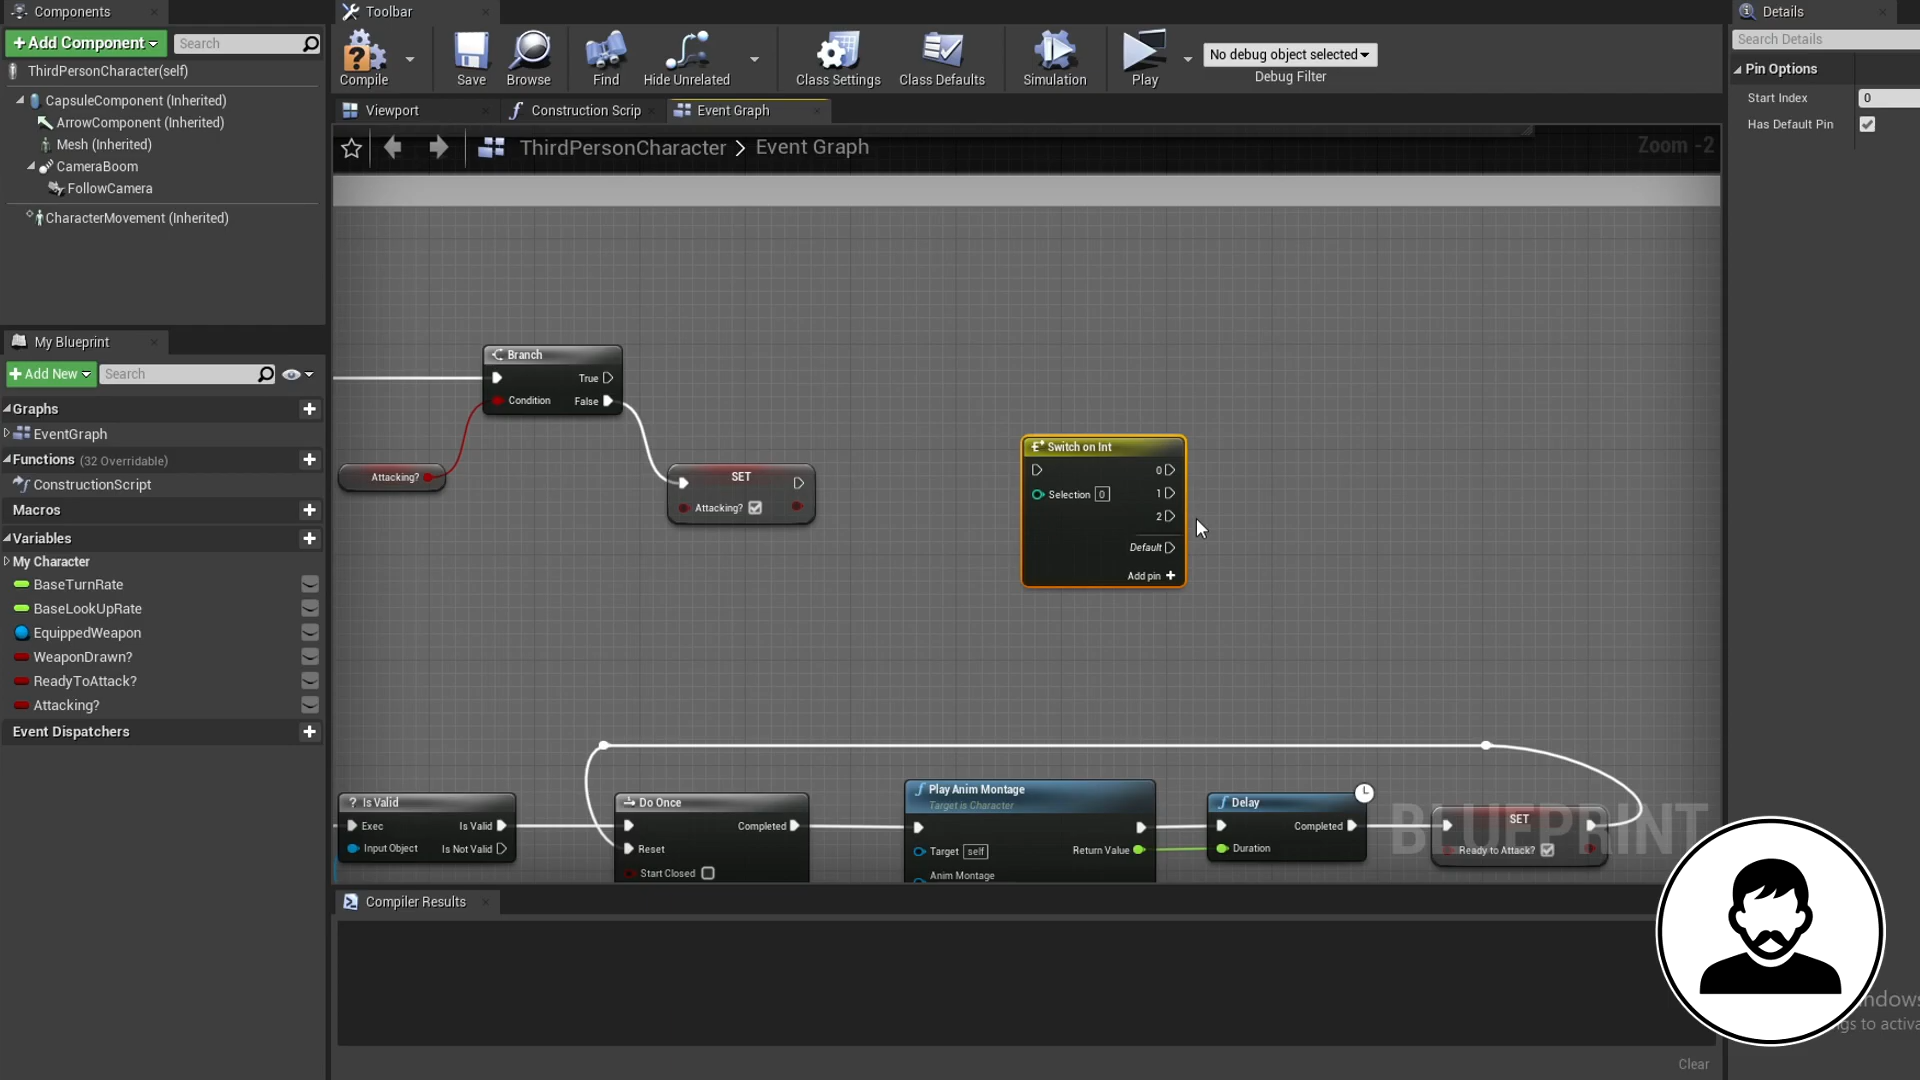 Components
Add Component
Search
ThirdPersonCharacter(self)
CapsuleComponent (Inherited)
ArrowComponent (Inherited)
Mesh (Inherited)
CameraBoom
FollowCamera
CharacterMovement (Inherited)
My Blueprint
Add New
Search
Graphs
EventGraph
Functions (32 Overridable)
ConstructionScript
Macros
Variables
My Character
BaseTurnRate
BaseLookUpRate
EquippedWeapon
WeaponDrawn?
ReadyToAttack?
Attacking?
Event Dispatchers
Toolbar
Compile
Save
Browse
Find
Hide Unrelated
Class Settings
Class Defaults
Simulation
Play
No debug object selected
Debug Filter
Viewport
Construction Scrip
Event Graph
ThirdPersonCharacter > Event Graph
Zoom -2
Branch
True
Condition
False
Attacking?
SET
Attacking?
Switch on Int
0
Selection 0
1
2
Default
Add pin
? Is Valid
Exec
Is Valid
Input Object
Is Not Valid
Do Once
Completed
Reset
Start Closed
Play Anim Montage
Target is Character
Target self
Return Value
Anim Montage
Delay
Completed
Duration
BLUEPRINT
SET
Ready to Attack?
Compiler Results
Clear
Details
Search Details
Pin Options
Start Index
0
Has Default Pin
ndows
gs to activa